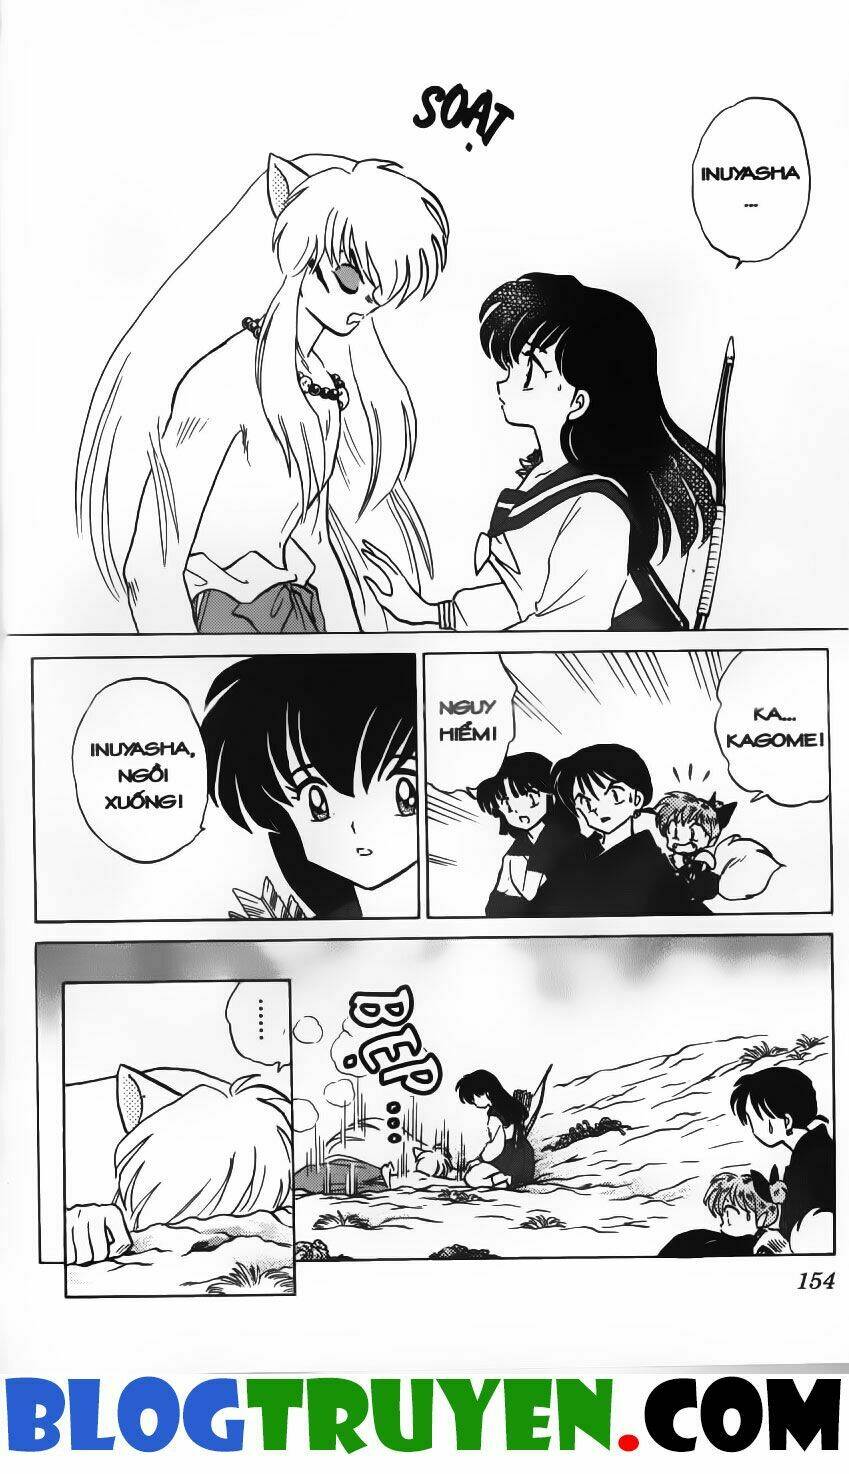 SOẠT
INUYASHA
...
KA...
KAGOME!
NGUY
HIỂM!
INUYASHA,
NGỒI
XUỐNG!
BẸP...
......
154
BLOGTRUYEN.COM